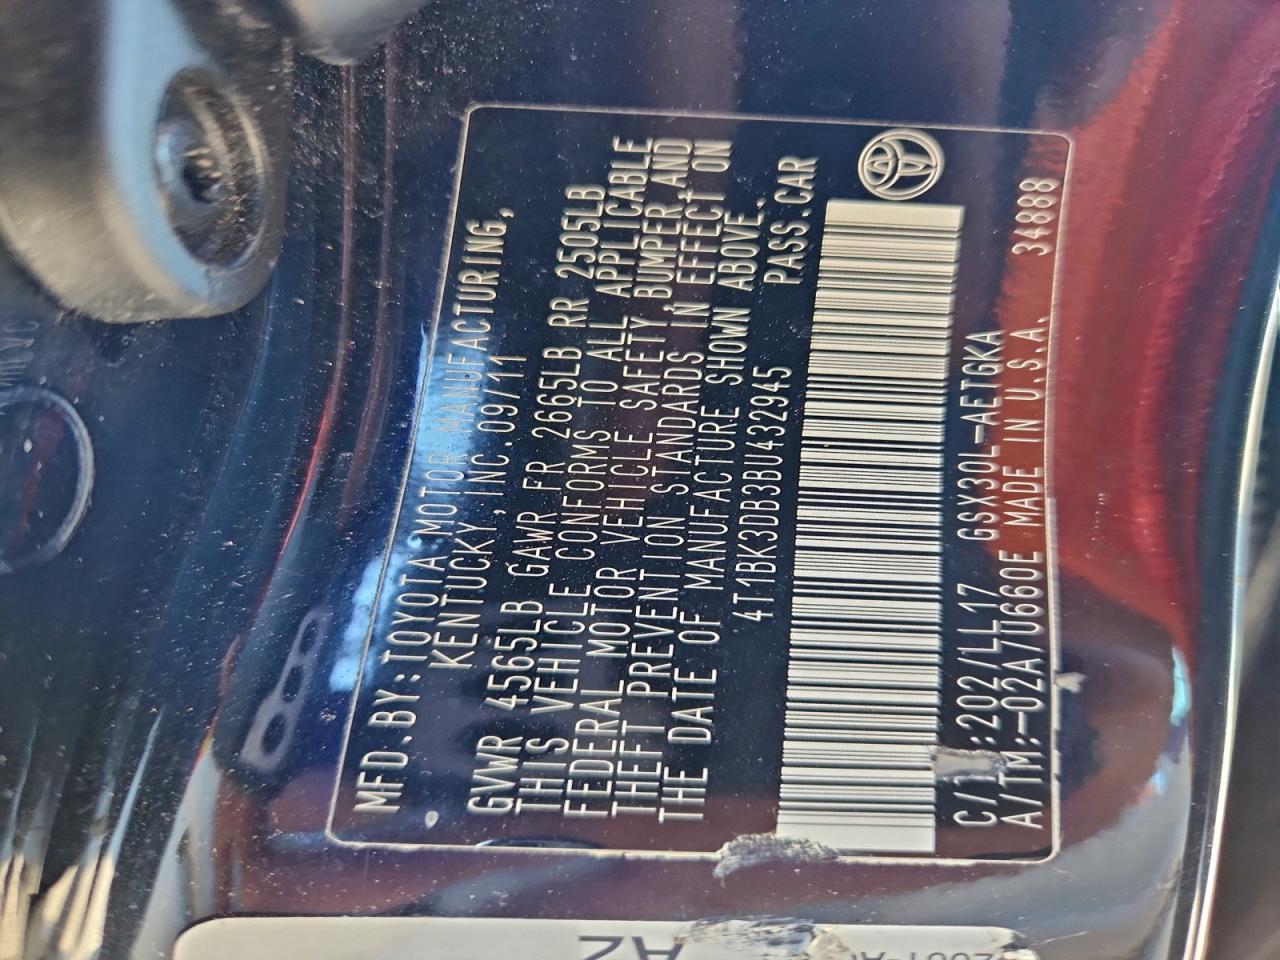 MFD.BY:TOYOTA MOTOR MANUFACTURING,
KENTUCKY,INC.09/11
GVWR 4565LB GAWR FR 2665LB RR 2505LB
THIS VEHICLE CONFORMS TO ALL APPLICABLE
FEDERAL MOTOR VEHICLE SAFETY,BUMPER,AND
THEFT PREVENTION STANDARDS IN EFFECT ON
THE DATE OF MANUFACTURE SHOWN ABOVE.
4T1BK3DB3BU432945 PASS.CAR
C/T :202/LL17 GSX30L-AETGKA
A/TM:-02A/U660E MADE IN U.S.A. 34888
A2